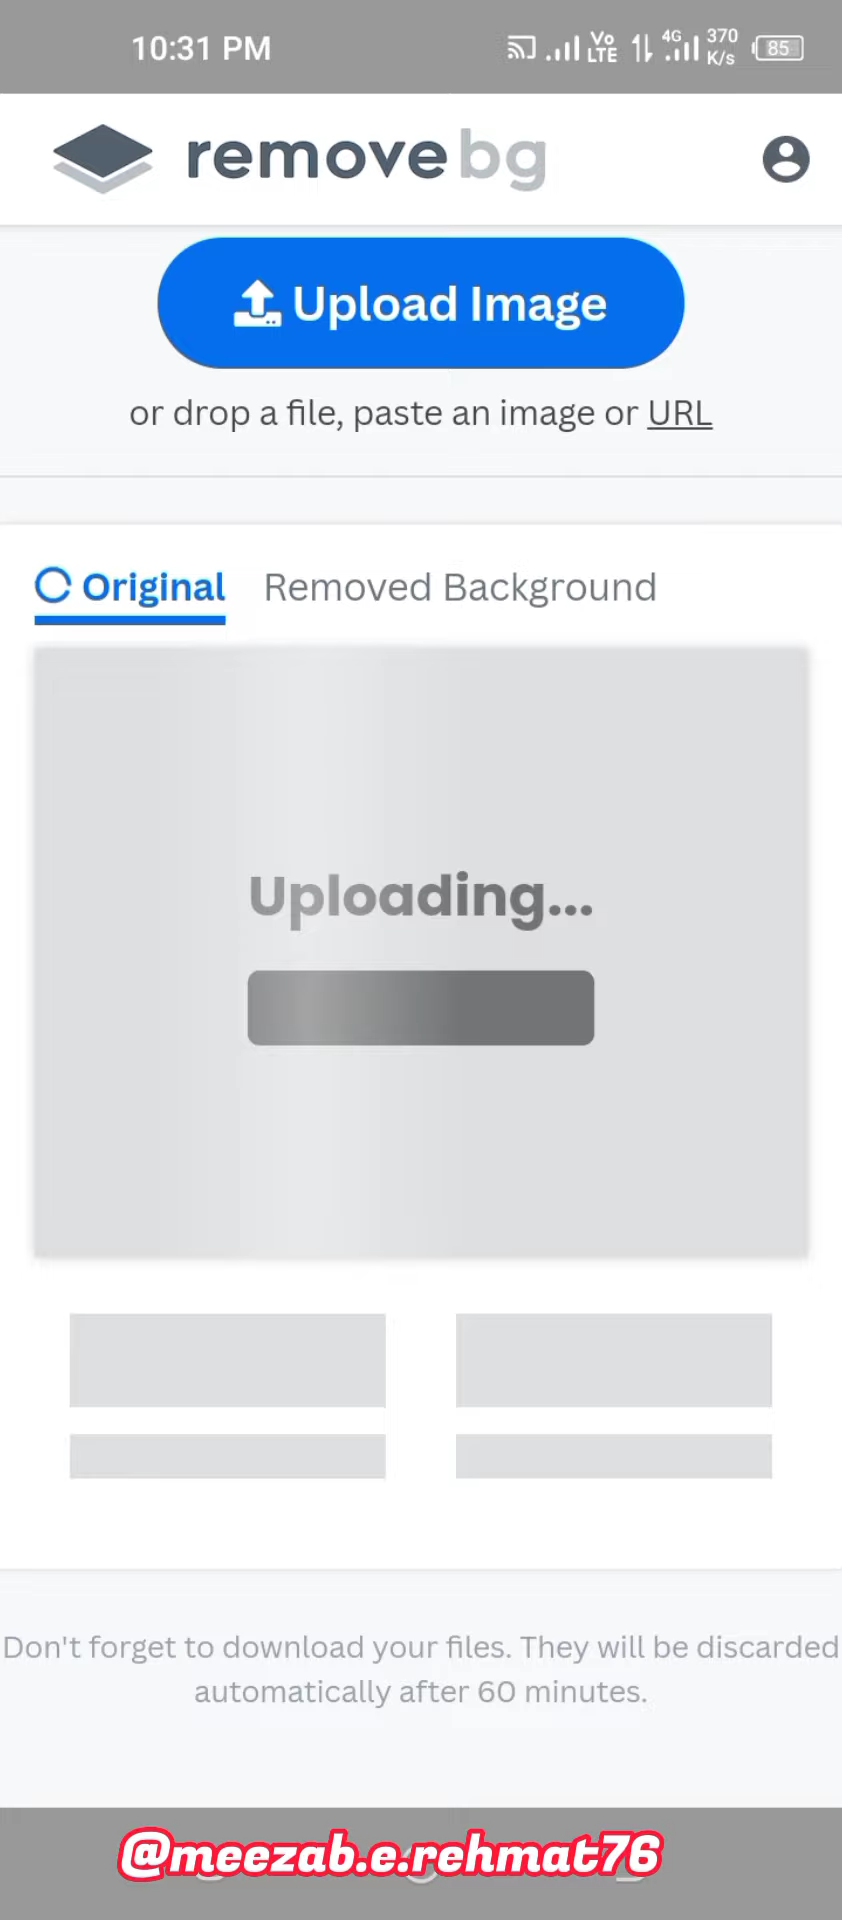 10:31 PM Vo LTE 4G 370 K/s 85
removebg
Upload Image
or drop a file, paste an image or URL
Original Removed Background
Uploading...
Don't forget to download your files. They will be discarded
automatically after 60 minutes.
@meezab.e.rehmat76